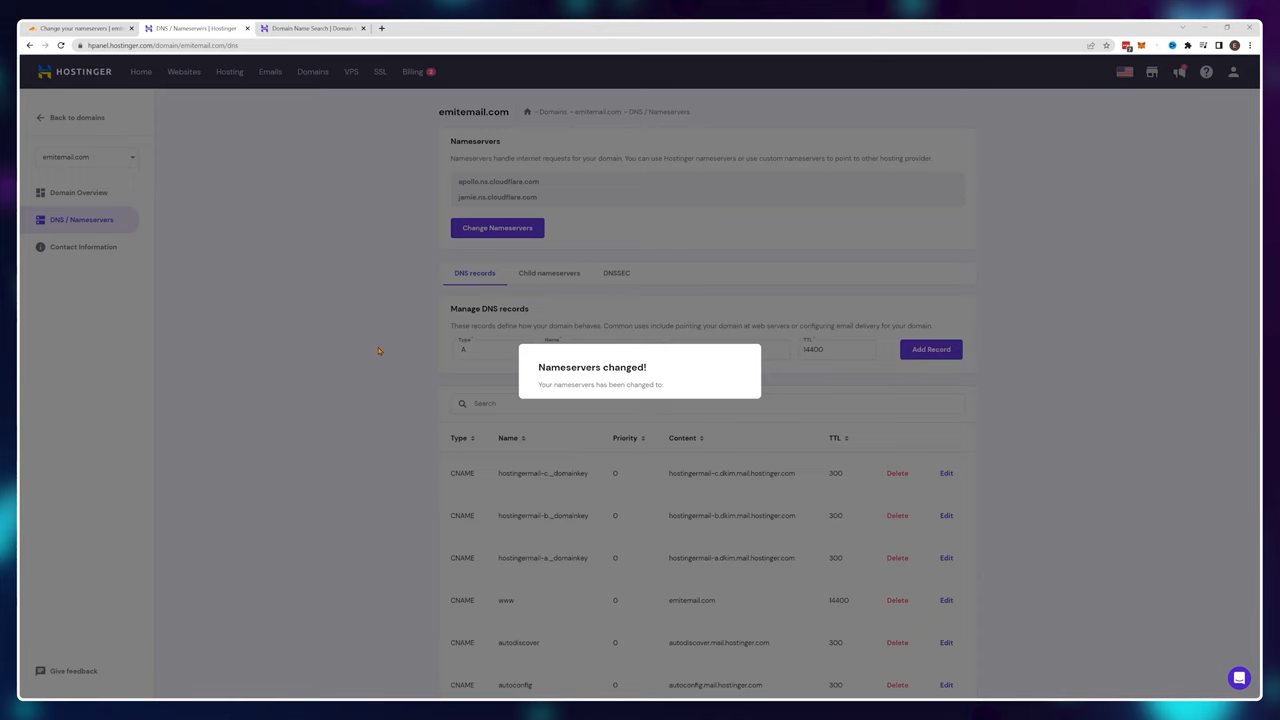 Change your nameservers | emit
DNS / Nameservers | Hostinger
Domain Name Search | Domain
hpanel.hostinger.com/domain/emitemail.com/dns
HOSTINGER
Home
Websites
Hosting
Emails
Domains
VPS
SSL
Billing
Back to domains
emitemail.com
Domain Overview
DNS / Nameservers
Contact Information
Give feedback
emitemail.com
- Domains - emitemail.com - DNS / Nameservers
Nameservers
Nameservers handle internet requests for your domain. You can use Hostinger nameservers or use custom nameservers to point to other hosting provider.
apollo.ns.cloudflare.com
jamie.ns.cloudflare.com
Change Nameservers
DNS records
Child nameservers
DNSSEC
Manage DNS records
These records define how your domain behaves. Common uses include pointing your domain at web servers or configuring email delivery for your domain.
Type*
A
Name*
TTL*
14400
Add Record
Nameservers changed!
Your nameservers has been changed to:
Search
Type Name Priority Content TTL
CNAME hostingermail-c._domainkey 0 hostingermail-c.dkim.mail.hostinger.com 300 Delete Edit
CNAME hostingermail-b._domainkey 0 hostingermail-b.dkim.mail.hostinger.com 300 Delete Edit
CNAME hostingermail-a._domainkey 0 hostingermail-a.dkim.mail.hostinger.com 300 Delete Edit
CNAME www 0 emitemail.com 14400 Delete Edit
CNAME autodiscover 0 autodiscover.mail.hostinger.com 300 Delete Edit
CNAME autoconfig 0 autoconfig.mail.hostinger.com 300 Delete Edit